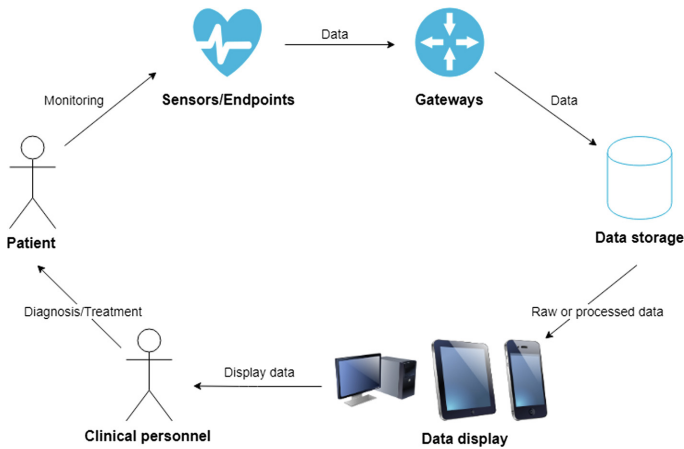 Data
Sensors/Endpoints
Gateways
Monitoring
Data
Patient
Data storage
Diagnosis/Treatment
Raw or processed data
Display data
Clinical personnel
Data display